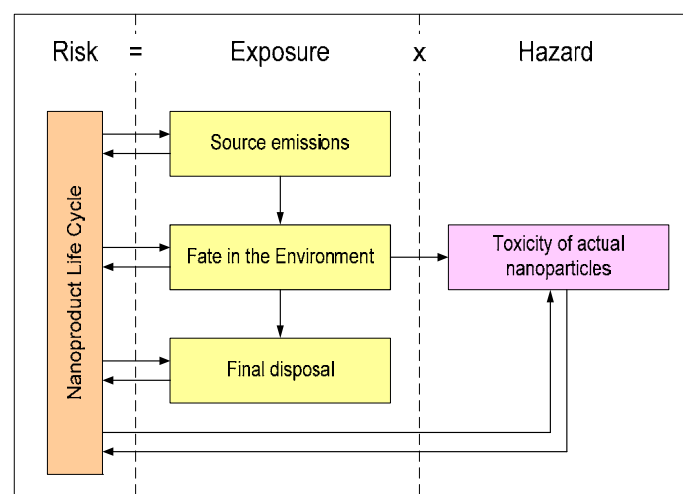 Risk = Exposure x Hazard
Nanoproduct Life Cycle
Source emissions
Fate in the Environment
Toxicity of actual
nanoparticles
Final disposal